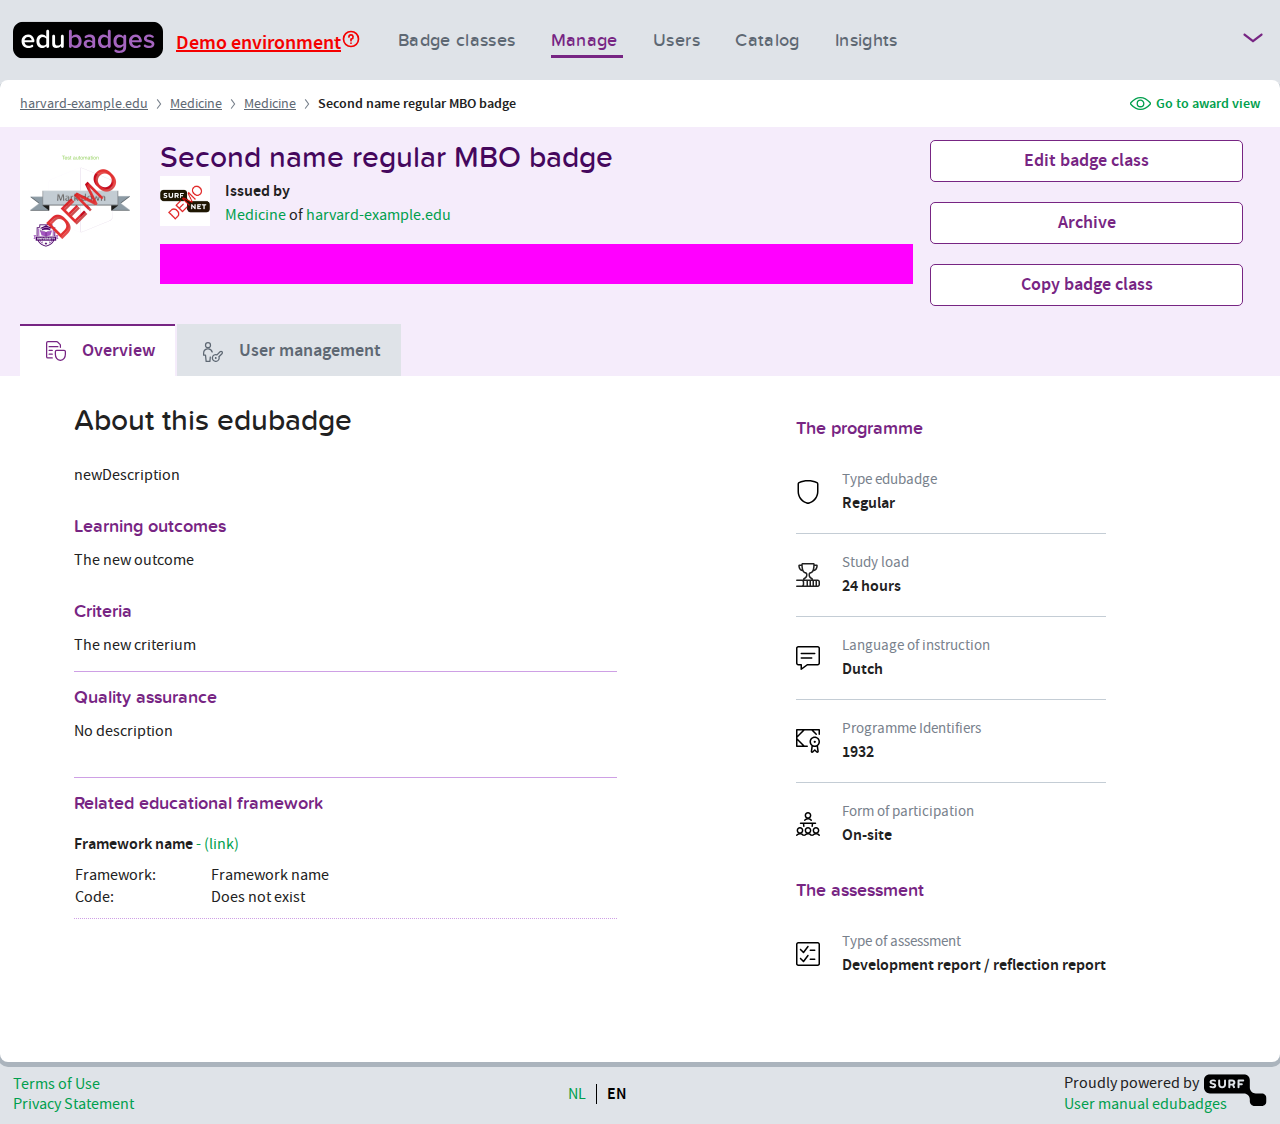 edubadges Demo environment Badge classes Manage Users Catalog Insights
harvard-example.edu Medicine Medicine Second name regular MBO badge Go to award view
Test automation
DEMO
Second name regular MBO badge
SURF NET
DEMO
Issued by
Medicine of harvard-example.edu
Edit badge class
Archive
Copy badge class
Overview User management
About this edubadge
newDescription
Learning outcomes
The new outcome
Criteria
The new criterium
Quality assurance
No description
Related educational framework
Framework name - (link)
Framework: Framework name
Code: Does not exist
The programme
Type edubadge
Regular
Study load
24 hours
Language of instruction
Dutch
Programme Identifiers
1932
Form of participation
On-site
The assessment
Type of assessment
Development report / reflection report
Terms of Use
Privacy Statement
NL EN
Proudly powered by SURF
User manual edubadges